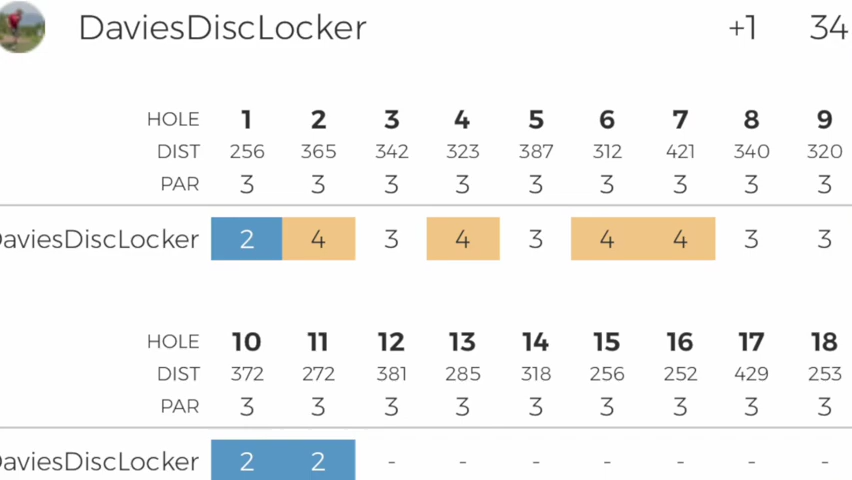 DaviesDiscLocker +1 34
HOLE 1 2 3 4 5 6 7 8 9
DIST 256 365 342 323 387 312 421 340 320
PAR 3 3 3 3 3 3 3 3 3
DaviesDiscLocker 2 4 3 4 3 4 4 3 3
HOLE 10 11 12 13 14 15 16 17 18
DIST 372 272 381 285 318 256 252 429 253
PAR 3 3 3 3 3 3 3 3 3
DaviesDiscLocker 2 2 - - - - - - -